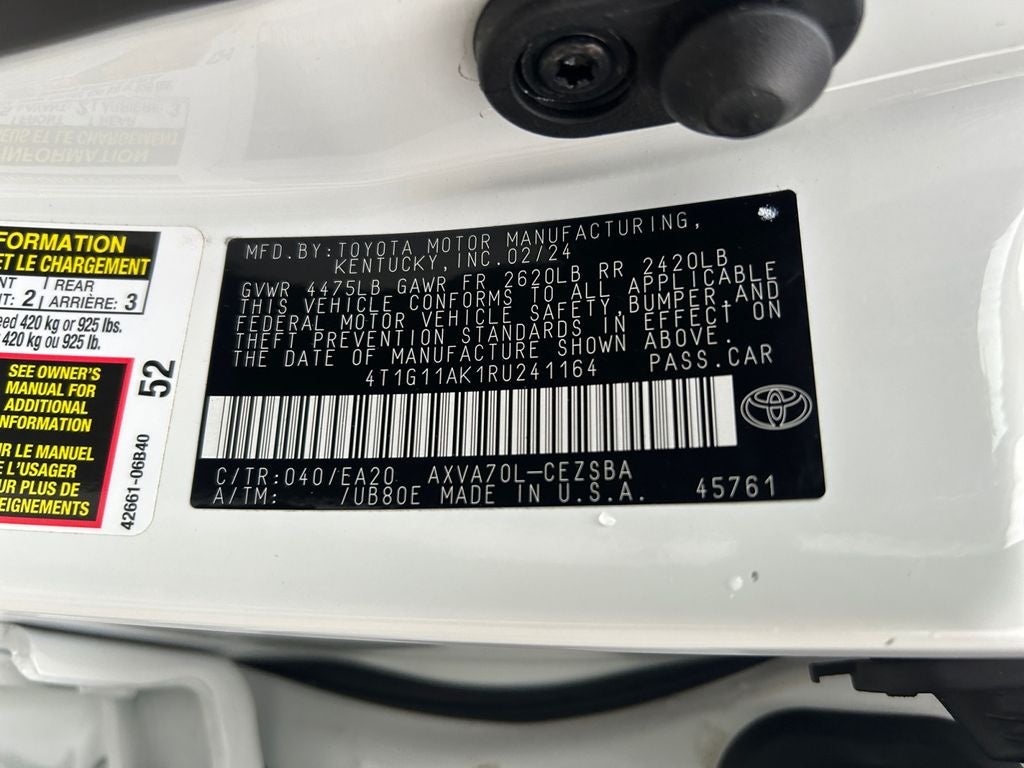 FORMATION
ET LE CHARGEMENT
NT: 2 REAR ARRIÈRE: 3
eed 420 kg or 925 lbs.
420 kg ou 925 lb.
SEE OWNER'S
MANUAL FOR
ADDITIONAL
INFORMATION
R LE MANUEL
E L'USAGER
UR PLUS DE
EIGNEMENTS
52
42661-06B40
MFD.BY:TOYOTA MOTOR MANUFACTURING,
KENTUCKY,INC.02/24
GVWR 4475LB GAWR FR 2620LB RR 2420LB
THIS VEHICLE CONFORMS TO ALL APPLICABLE
FEDERAL MOTOR VEHICLE SAFETY,BUMPER,AND
THEFT PREVENTION STANDARDS IN EFFECT ON
THE DATE OF MANUFACTURE SHOWN ABOVE.
4T1G11AK1RU241164 PASS.CAR
C/TR:040/EA20 AXVA70L-CEZSBA
A/TM: /UB80E MADE IN U.S.A. 45761